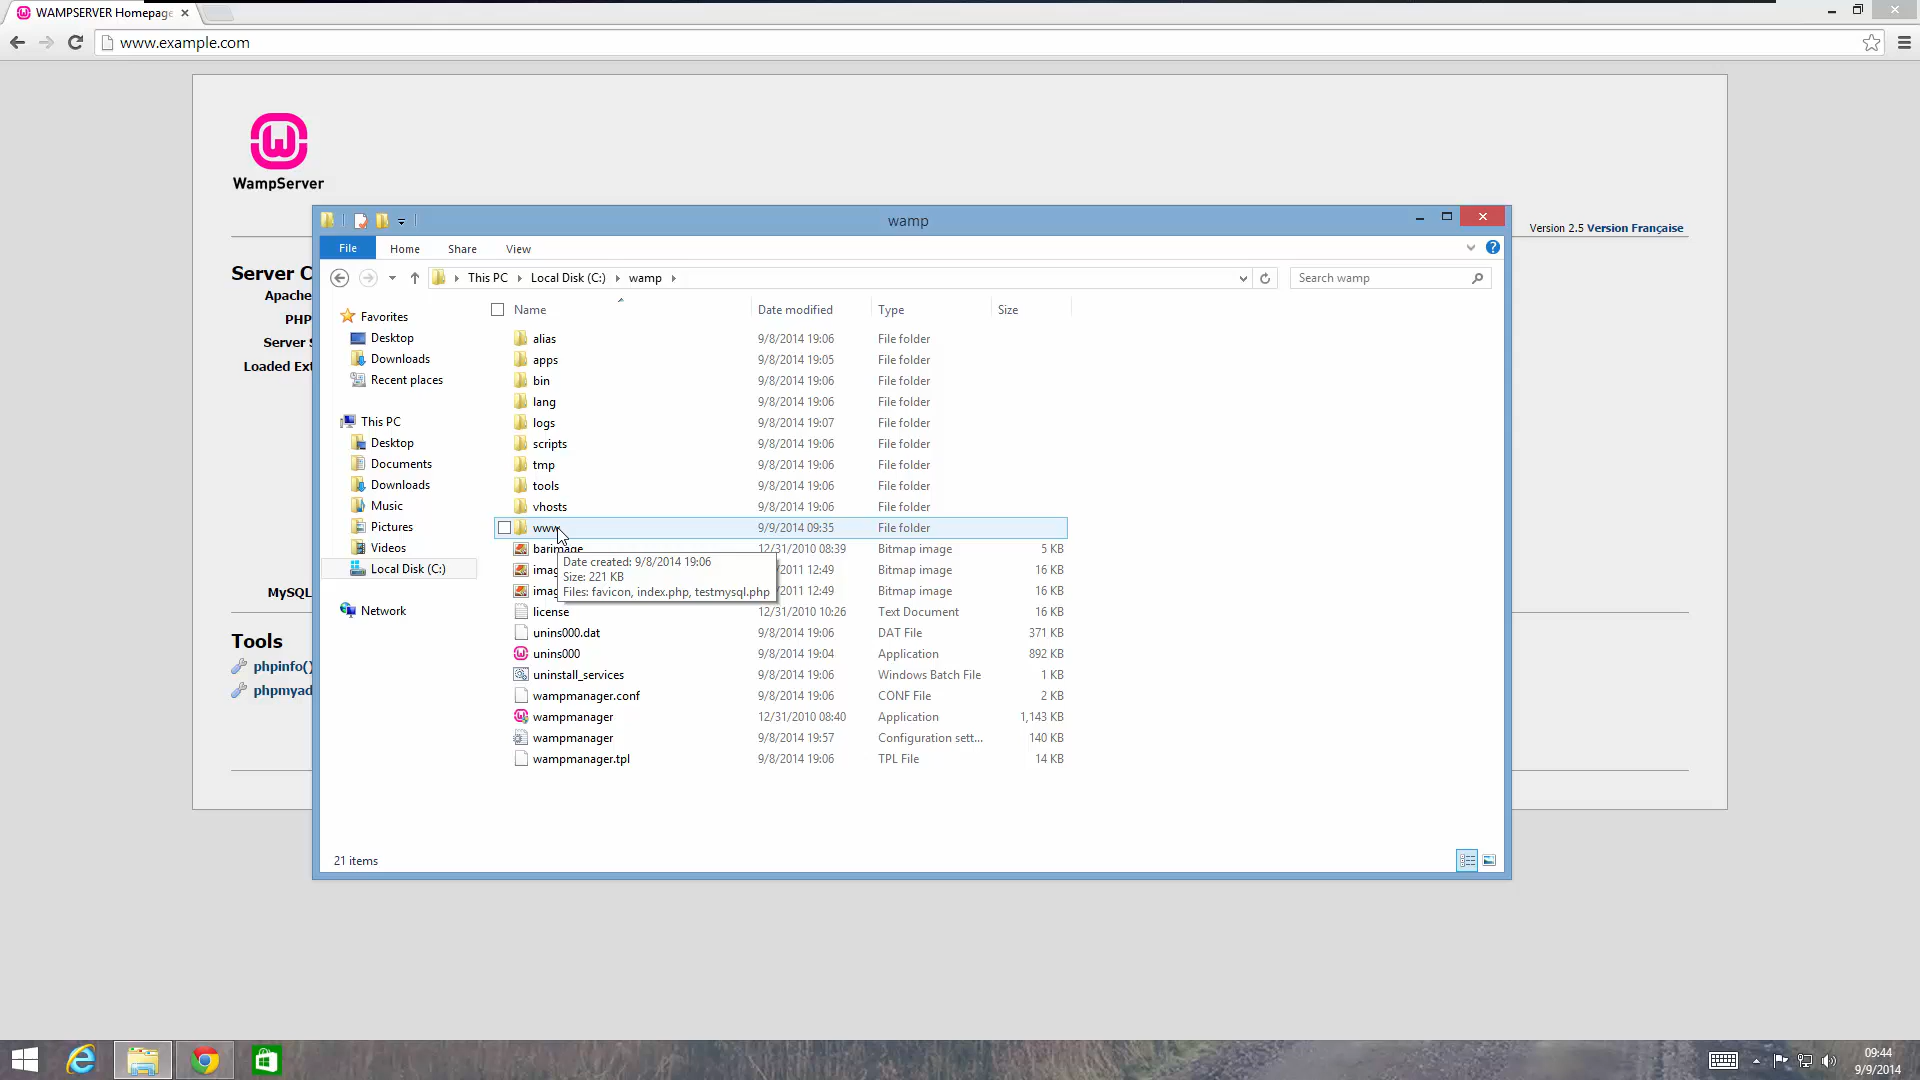 WAMPSERVER Homepage
www.example.com
WampServer
Version 2.5 Version Française
Server C
Apache
PHP
Server S
Loaded Ext
MySQL
Tools
phpinfo()
phpmyad
wamp
File
Home
Share
View
This PC
Local Disk (C:)
wamp
Search wamp
Favorites
Desktop
Downloads
Recent places
This PC
Desktop
Documents
Downloads
Music
Pictures
Videos
Local Disk (C:)
Network
Name Date modified Type Size
alias 9/8/2014 19:06 File folder
apps 9/8/2014 19:05 File folder
bin 9/8/2014 19:06 File folder
lang 9/8/2014 19:06 File folder
logs 9/8/2014 19:07 File folder
scripts 9/8/2014 19:06 File folder
tmp 9/8/2014 19:06 File folder
tools 9/8/2014 19:06 File folder
vhosts 9/8/2014 19:06 File folder
www 9/9/2014 09:35 File folder
barimage 12/31/2010 08:39 Bitmap image 5 KB
imag /2011 12:49 Bitmap image 16 KB
imag /2011 12:49 Bitmap image 16 KB
license 12/31/2010 10:26 Text Document 16 KB
unins000.dat 9/8/2014 19:06 DAT File 371 KB
unins000 9/8/2014 19:04 Application 892 KB
uninstall_services 9/8/2014 19:06 Windows Batch File 1 KB
wampmanager.conf 9/8/2014 19:06 CONF File 2 KB
wampmanager 12/31/2010 08:40 Application 1,143 KB
wampmanager 9/8/2014 19:57 Configuration sett... 140 KB
wampmanager.tpl 9/8/2014 19:06 TPL File 14 KB
Date created: 9/8/2014 19:06
Size: 221 KB
Files: favicon, index.php, testmysql.php
21 items
09:44
9/9/2014